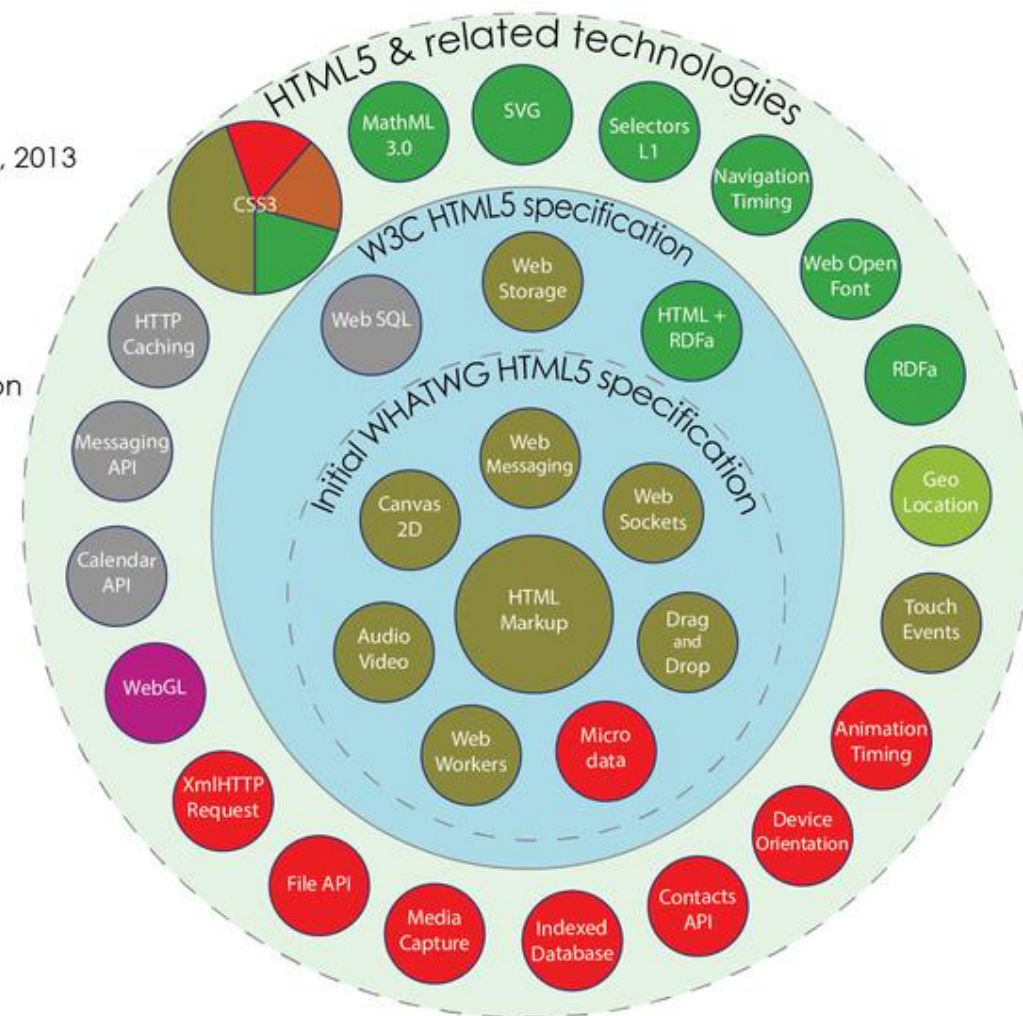 HTML5 & related technologies
, 2013
on
MathML
3.0
SVG
Selectors
L1
Navigation
Timing
CSS3
Web Open
Font
RDFa
Geo
Location
Touch
Events
Animation
Timing
Device
Orientation
Contacts
API
Indexed
Database
Media
Capture
File API
XmlHTTP
Request
WebGL
Calendar
API
Messaging
API
HTTP
Caching
W3C HTML5 specification
Web SQL
Web
Storage
HTML +
RDFa
Initial WHATWG HTML5 specification
Web
Messaging
Canvas
2D
Web
Sockets
HTML
Markup
Audio
Video
Drag
and
Drop
Web
Workers
Micro
data